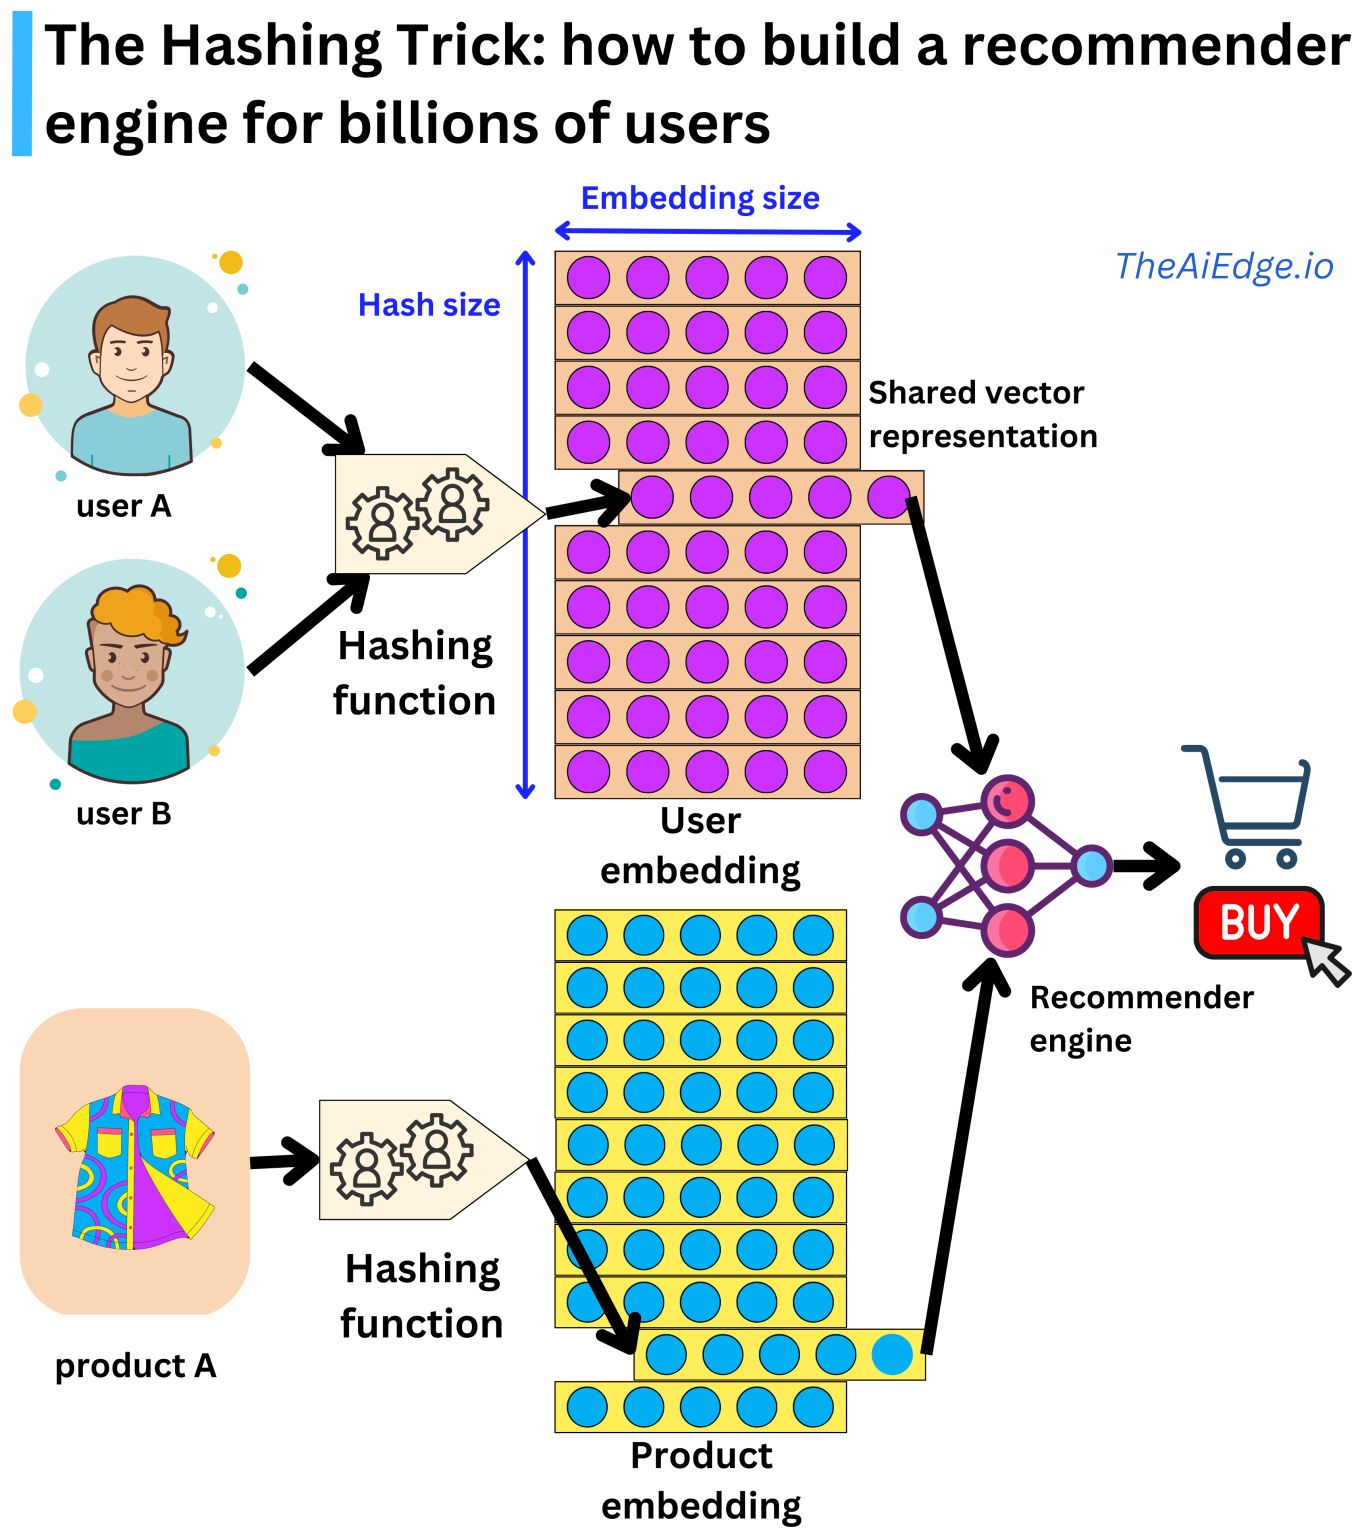 The Hashing Trick: how to build a recommender
engine for billions of users
Embedding size
TheAiEdge.io
Hash size
Shared vector
representation
user A
Hashing
function
user B
User
embedding
BUY
Recommender
engine
Hashing
function
product A
Product
embedding